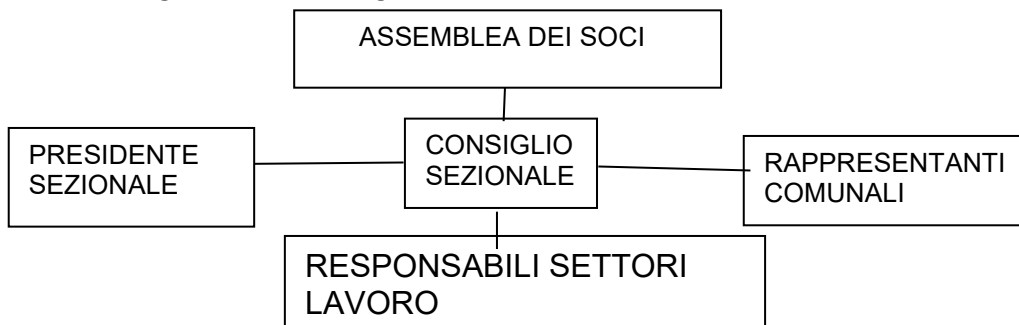 ASSEMBLEA DEI SOCI
PRESIDENTE
SEZIONALE
CONSIGLIO
SEZIONALE
RAPPRESENTANTI
COMUNALI
RESPONSABILI SETTORI
LAVORO